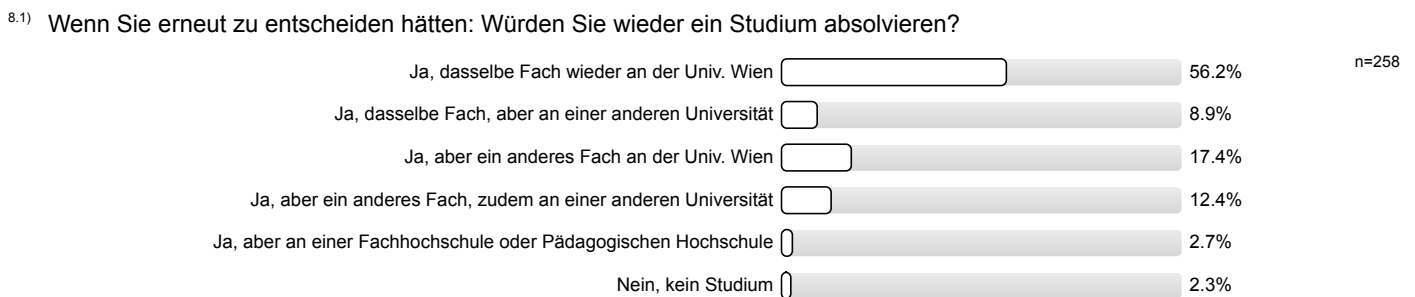 8.1) Wenn Sie erneut zu entscheiden hätten: Würden Sie wieder ein Studium absolvieren?
Ja, dasselbe Fach wieder an der Univ. Wien 56.2% n=258
Ja, dasselbe Fach, aber an einer anderen Universität 8.9%
Ja, aber ein anderes Fach an der Univ. Wien 17.4%
Ja, aber ein anderes Fach, zudem an einer anderen Universität 12.4%
Ja, aber an einer Fachhochschule oder Pädagogischen Hochschule 2.7%
Nein, kein Studium 2.3%